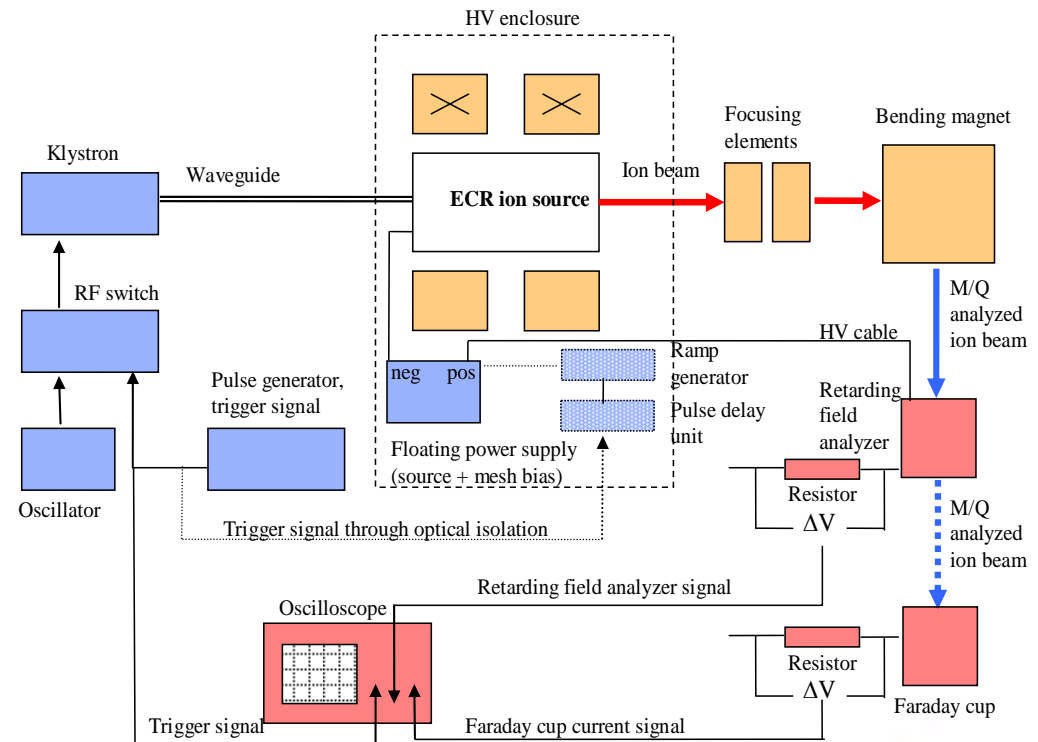 HV enclosure
Klystron
Waveguide
ECR ion source
Ion beam
Focusing
elements
Bending magnet
RF switch
M/Q
analyzed
ion beam
HV cable
neg pos
Ramp
generator
Pulse generator,
trigger signal
Pulse delay
unit
Retarding
field
analyzer
Floating power supply
(source + mesh bias)
Oscillator
Resistor
ΔV
Trigger signal through optical isolation
M/Q
analyzed
ion beam
Retarding field analyzer signal
Oscilloscope
Resistor
ΔV
Faraday cup
Trigger signal
Faraday cup current signal